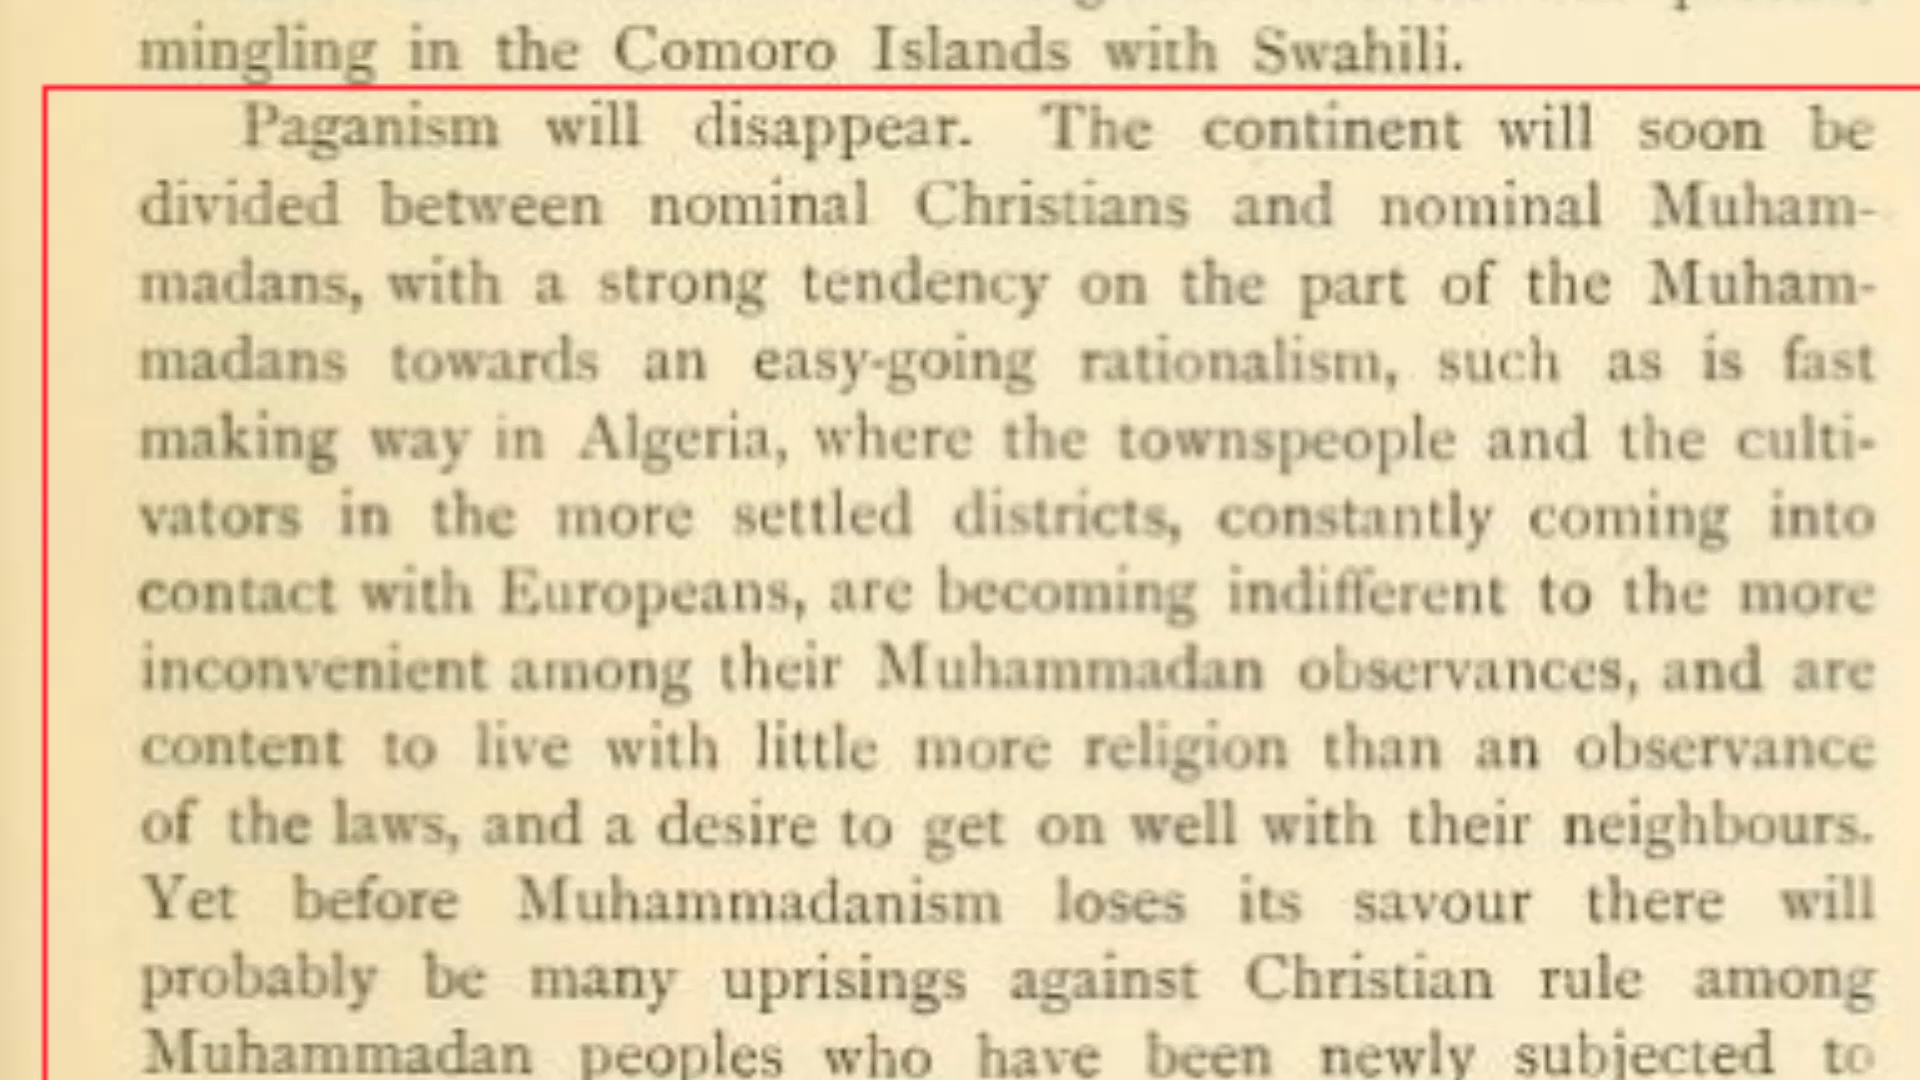 mingling in the Comoro Islands with Swahili.
Paganism will disappear. The continent will soon be
divided between nominal Christians and nominal Muham-
madans, with a strong tendency on the part of the Muham-
madans towards an easy-going rationalism, such as is fast
making way in Algeria, where the townspeople and the culti-
vators in the more settled districts, constantly coming into
contact with Europeans, are becoming indifferent to the more
inconvenient among their Muhammadan observances, and are
content to live with little more religion than an observance
of the laws, and a desire to get on well with their neighbours.
Yet before Muhammadanism loses its savour there will
probably be many uprisings against Christian rule among
Muhammadan peoples who have been newly subjected to